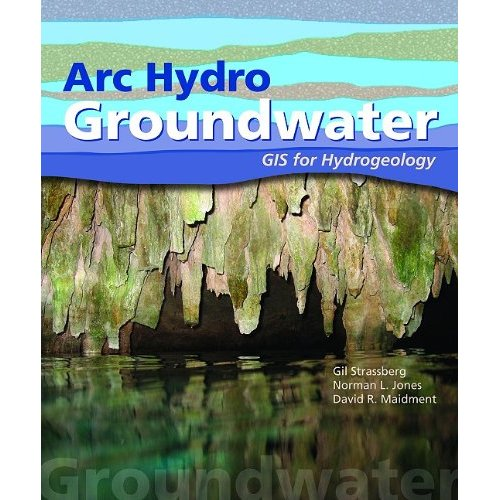 Arc Hydro
Groundwater
GIS for Hydrogeology
Gil Strassberg
Norman L. Jones
David R. Maidment
Groundwater